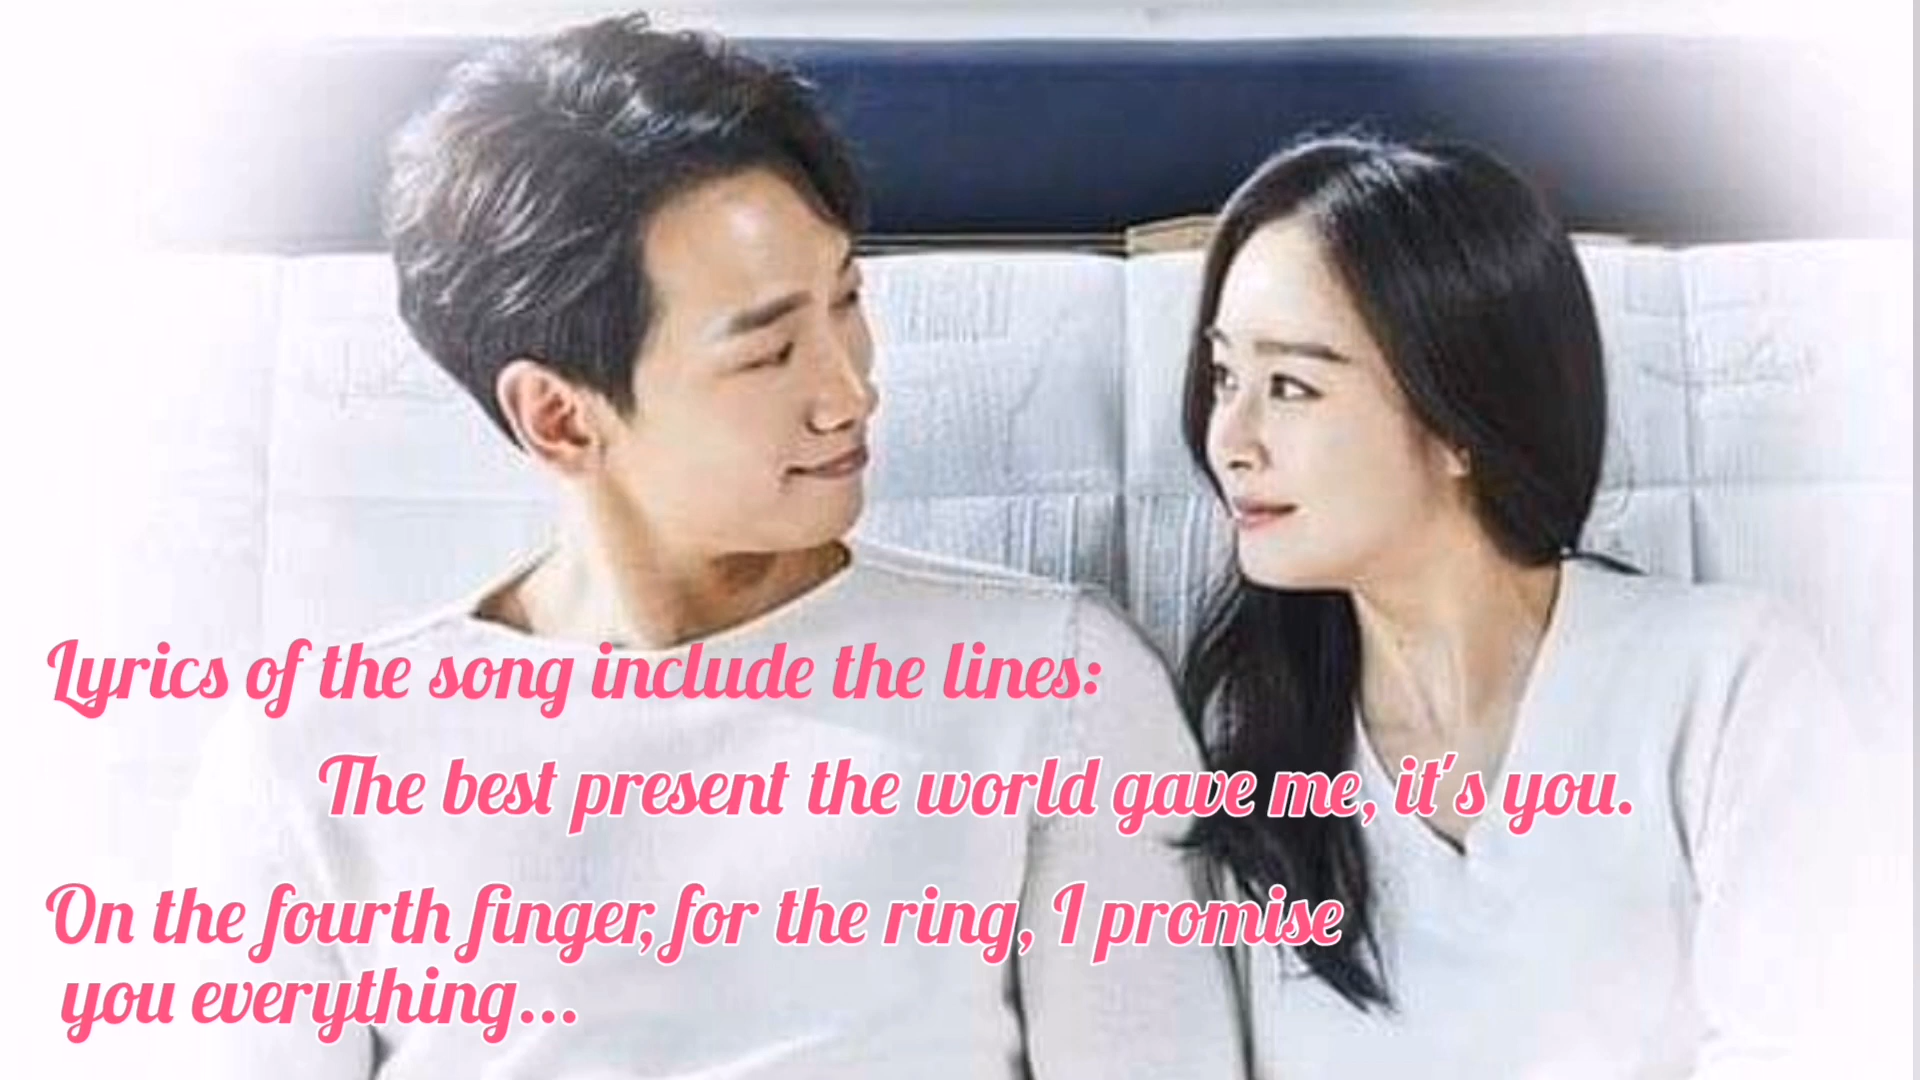 Lyrics of the song include the lines:
The best present the world gave me, it's you.
On the fourth finger, for the ring, I promise
you everything...